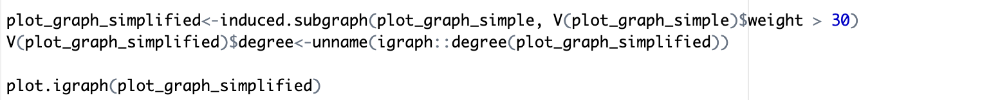 plot_graph_simplified<-induced.subgraph(plot_graph_simple, V(plot_graph_simple)$weight > 30)
V(plot_graph_simplified)$degree<-unname(igraph::degree(plot_graph_simplified))
plot.igraph(plot_graph_simplified)